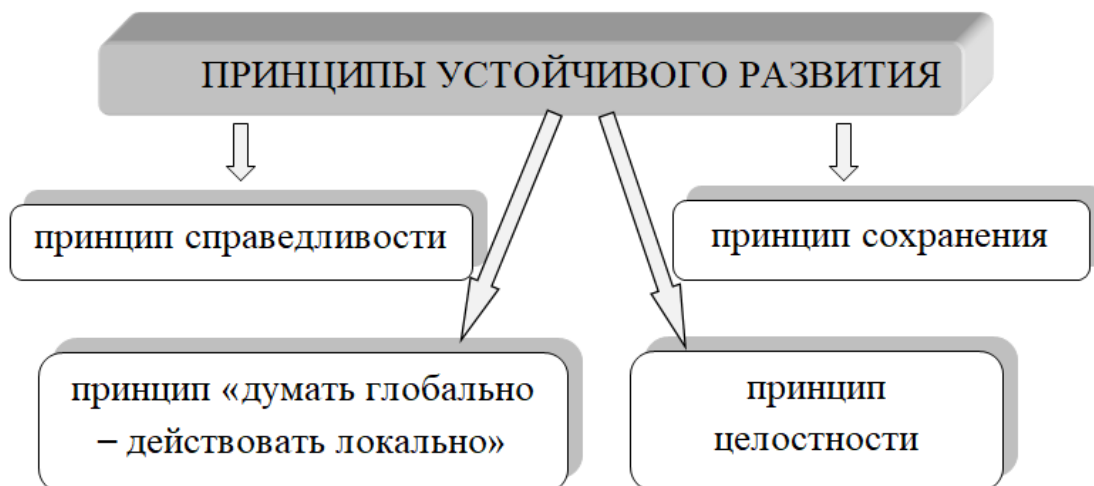 ПРИНЦИПЫ УСТОЙЧИВОГО РАЗВИТИЯ
принцип справедливости
принцип сохранения
принцип «думать глобально
– действовать локально»
принцип
целостности